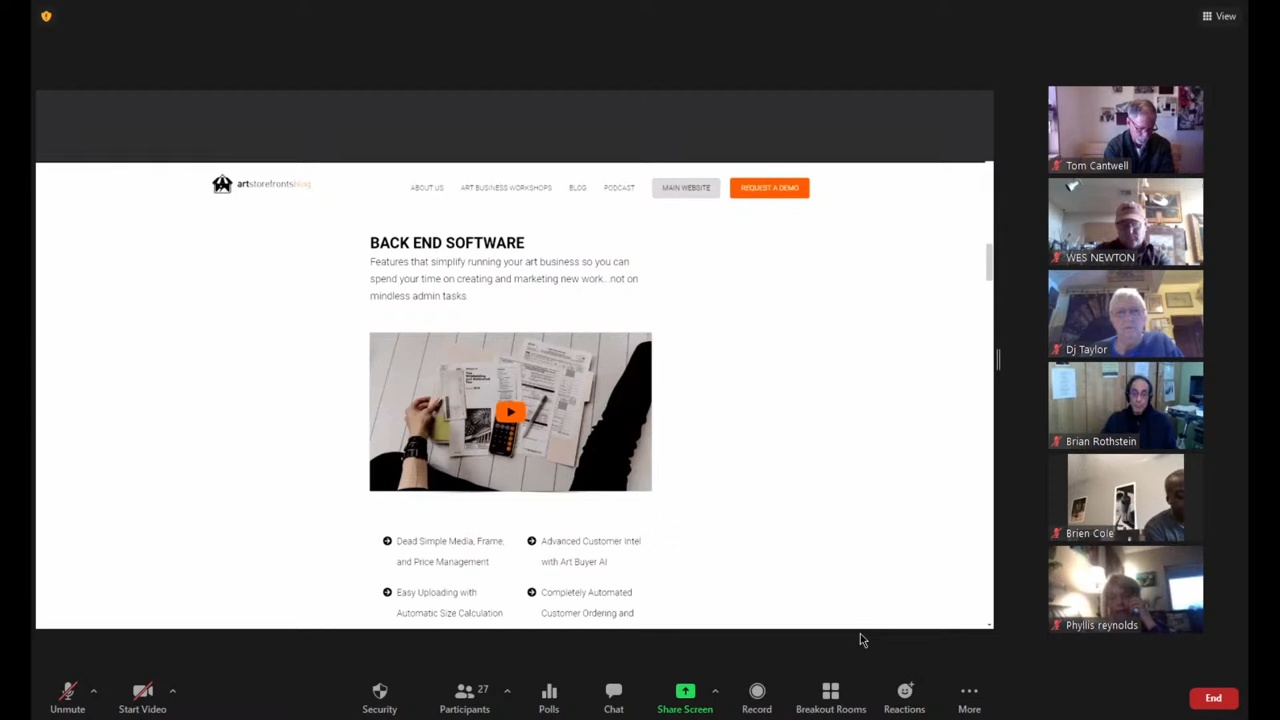 View
artstorefrontsblog
ABOUT US
ART BUSINESS WORKSHOPS
BLOG
PODCAST
MAIN WEBSITE
REQUEST A DEMO
BACK END SOFTWARE
Features that simplify running your art business so you can
spend your time on creating and marketing new work...not on
mindless admin tasks.
Dead Simple Media, Frame,
and Price Management
Advanced Customer Intel
with Art Buyer AI
Easy Uploading with
Automatic Size Calculation
Completely Automated
Customer Ordering and
Tom Cantwell
WES NEWTON
Dj Taylor
Brian Rothstein
Brien Cole
Phyllis reynolds
Unmute
Start Video
Security
Participants
27
Polls
Chat
Share Screen
Record
Breakout Rooms
Reactions
More
End